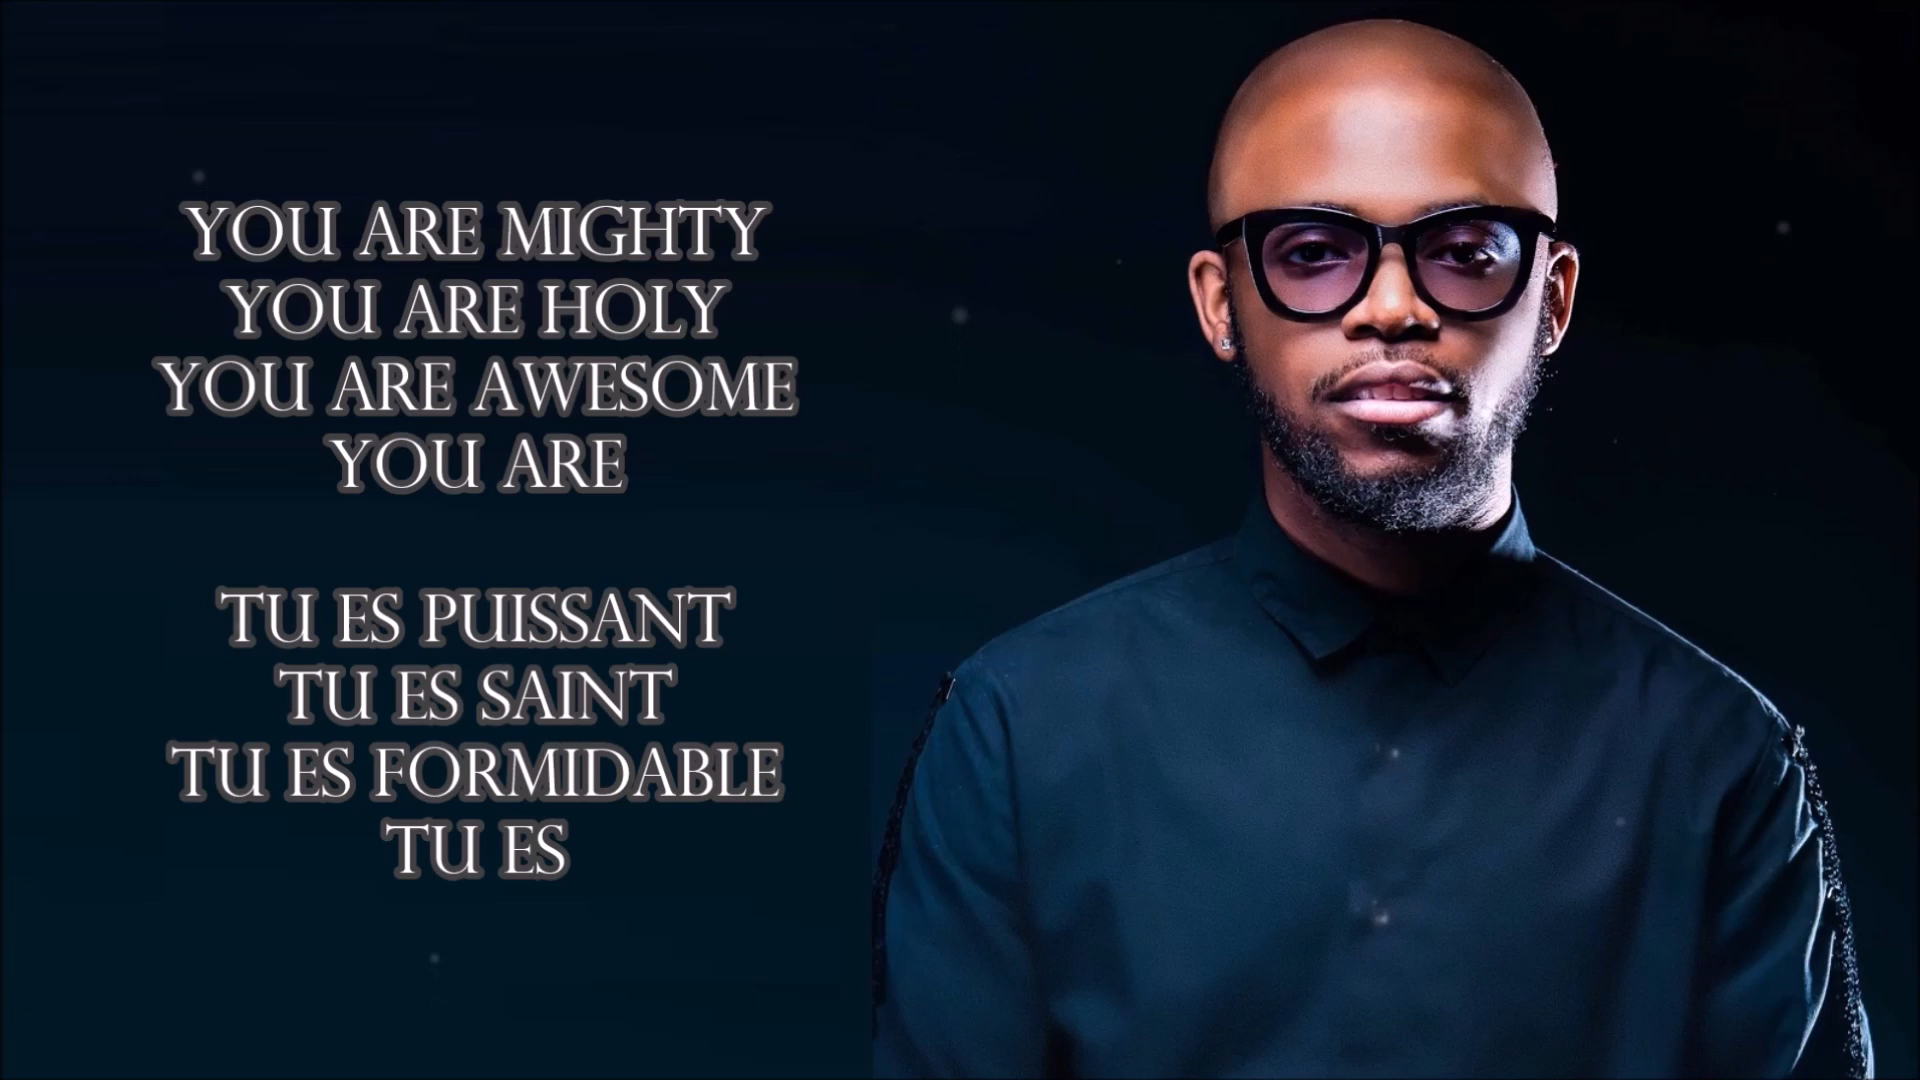 YOU ARE MIGHTY
YOU ARE HOLY
YOU ARE AWESOME
YOU ARE
TU ES PUISSANT
TU ES SAINT
TU ES FORMIDABLE
TU ES